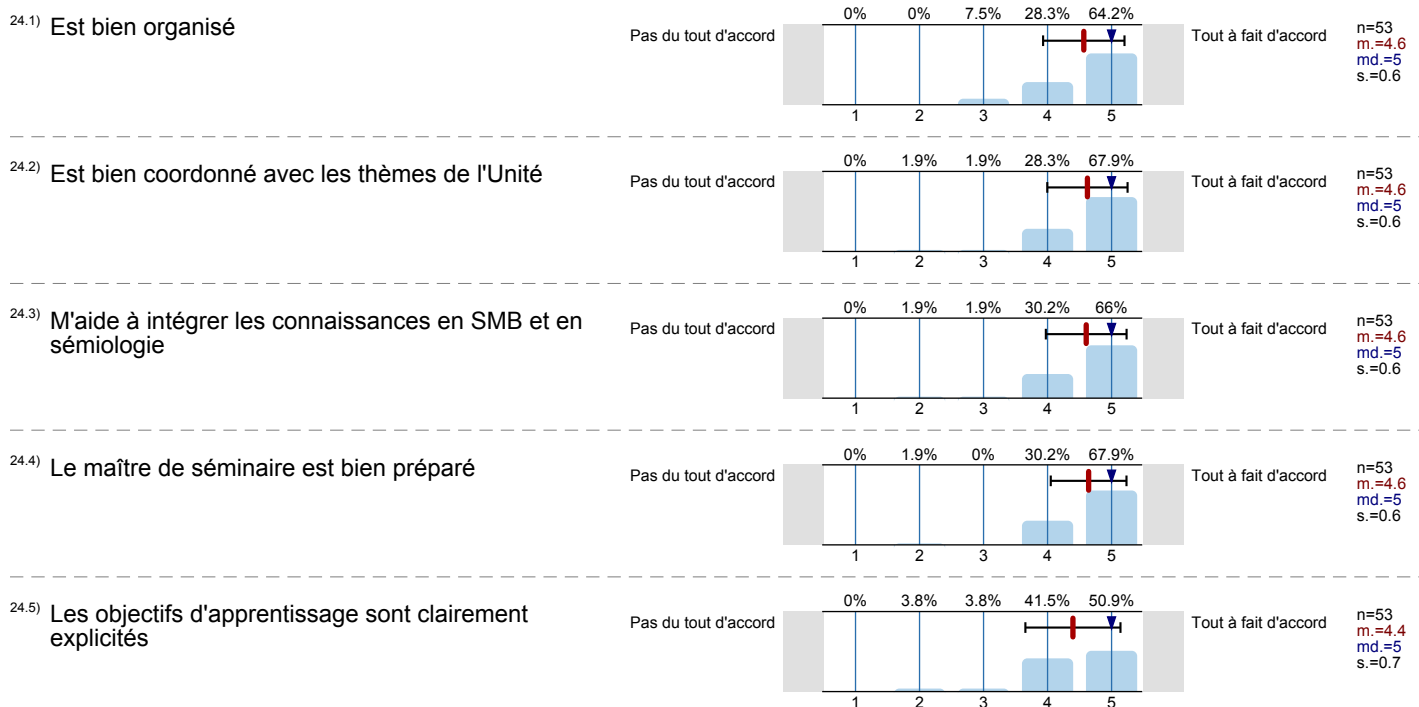 24.1) Est bien organisé
Pas du tout d'accord
0% 0% 7.5% 28.3% 64.2%
1 2 3 4 5
Tout à fait d'accord
n=53
m.=4.6
md.=5
s.=0.6
24.2) Est bien coordonné avec les thèmes de l'Unité
Pas du tout d'accord
0% 1.9% 1.9% 28.3% 67.9%
1 2 3 4 5
Tout à fait d'accord
n=53
m.=4.6
md.=5
s.=0.6
24.3) M'aide à intégrer les connaissances en SMB et en
sémiologie
Pas du tout d'accord
0% 1.9% 1.9% 30.2% 66%
1 2 3 4 5
Tout à fait d'accord
n=53
m.=4.6
md.=5
s.=0.6
24.4) Le maître de séminaire est bien préparé
Pas du tout d'accord
0% 1.9% 0% 30.2% 67.9%
1 2 3 4 5
Tout à fait d'accord
n=53
m.=4.6
md.=5
s.=0.6
24.5) Les objectifs d'apprentissage sont clairement
explicités
Pas du tout d'accord
0% 3.8% 3.8% 41.5% 50.9%
1 2 3 4 5
Tout à fait d'accord
n=53
m.=4.4
md.=5
s.=0.7